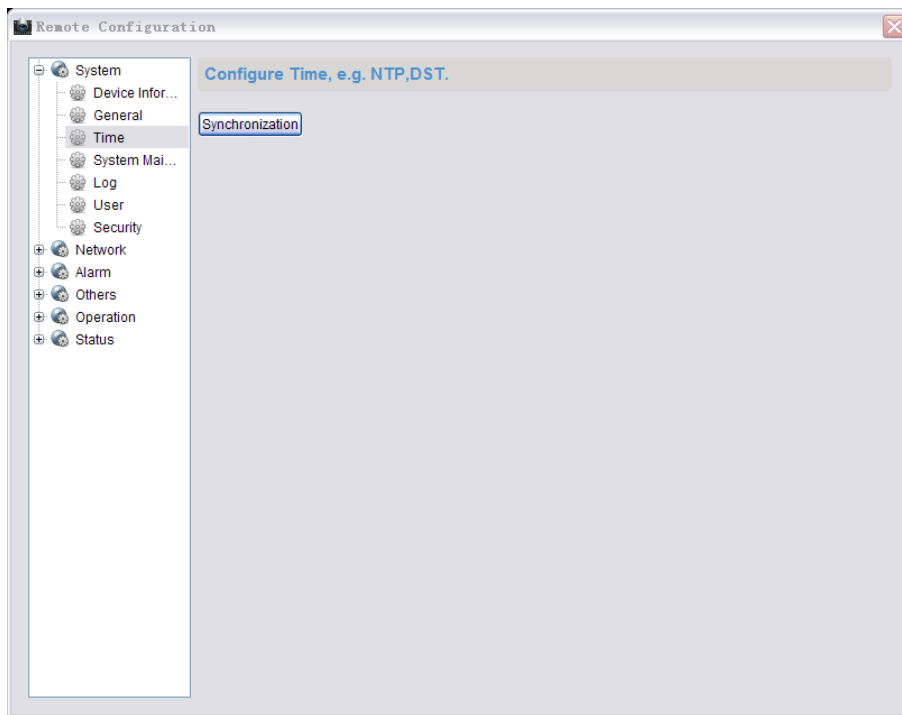 Remote Configuration
System
Device Infor...
General
Time
System Mai...
Log
User
Security
Network
Alarm
Others
Operation
Status
Configure Time, e.g. NTP,DST.
Synchronization